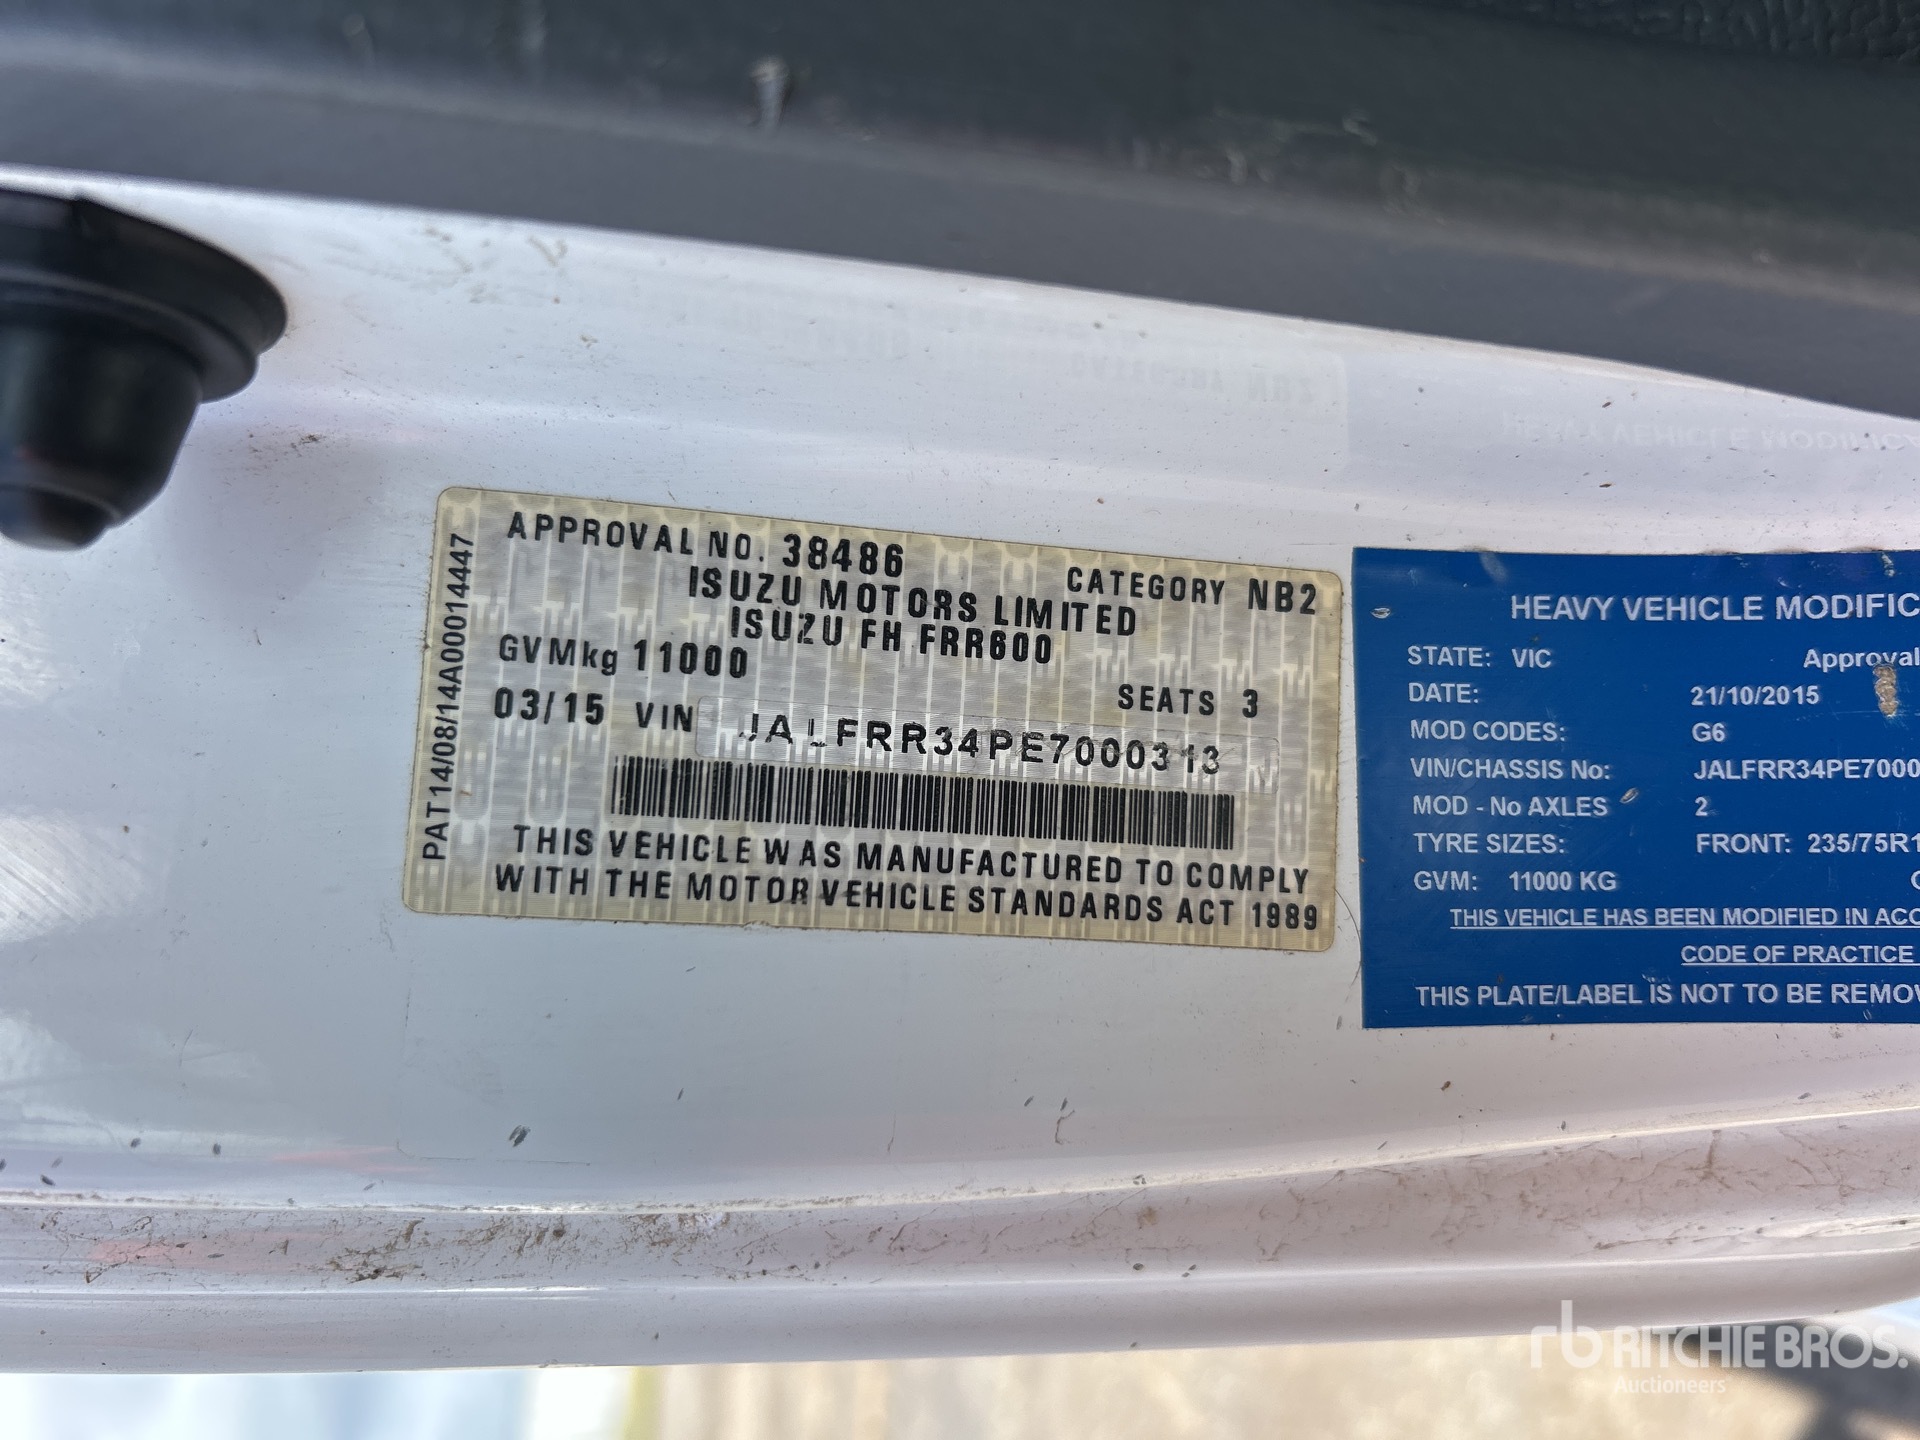 PAT14/08/14A00014447
APPROVAL NO. 38486 CATEGORY NB2
ISUZU MOTORS LIMITED
ISUZU FH FRR600
GVMkg 11000 SEATS 3
03/15 VIN JALFRR34PE7000313
THIS VEHICLE WAS MANUFACTURED TO COMPLY
WITH THE MOTOR VEHICLE STANDARDS ACT 1989
HEAVY VEHICLE MODIFIC
STATE: VIC Approval
DATE: 21/10/2015
MOD CODES: G6
VIN/CHASSIS No: JALFRR34PE7000
MOD - No AXLES 2
TYRE SIZES: FRONT: 235/75R1
GVM: 11000 KG
THIS VEHICLE HAS BEEN MODIFIED IN ACC
CODE OF PRACTICE
THIS PLATE/LABEL IS NOT TO BE REMOV
rb RITCHIE BROS.
Auctioneers